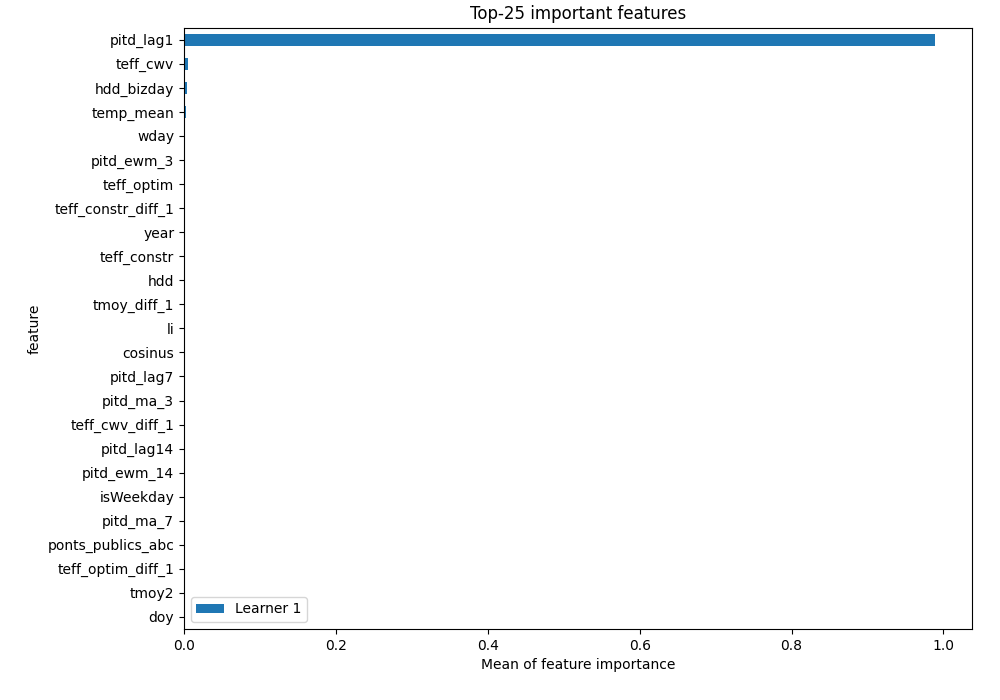 Top-25 important features
pitd_lag1
teff_cwv
hdd_bizday
temp_mean
wday
pitd_ewm_3
teff_optim
teff_constr_diff_1
year
teff_constr
hdd
tmoy_diff_1
li
cosinus
pitd_lag7
pitd_ma_3
teff_cwv_diff_1
pitd_lag14
pitd_ewm_14
isWeekday
pitd_ma_7
ponts_publics_abc
teff_optim_diff_1
tmoy2
doy
feature
Learner 1
0.0 0.2 0.4 0.6 0.8 1.0
Mean of feature importance